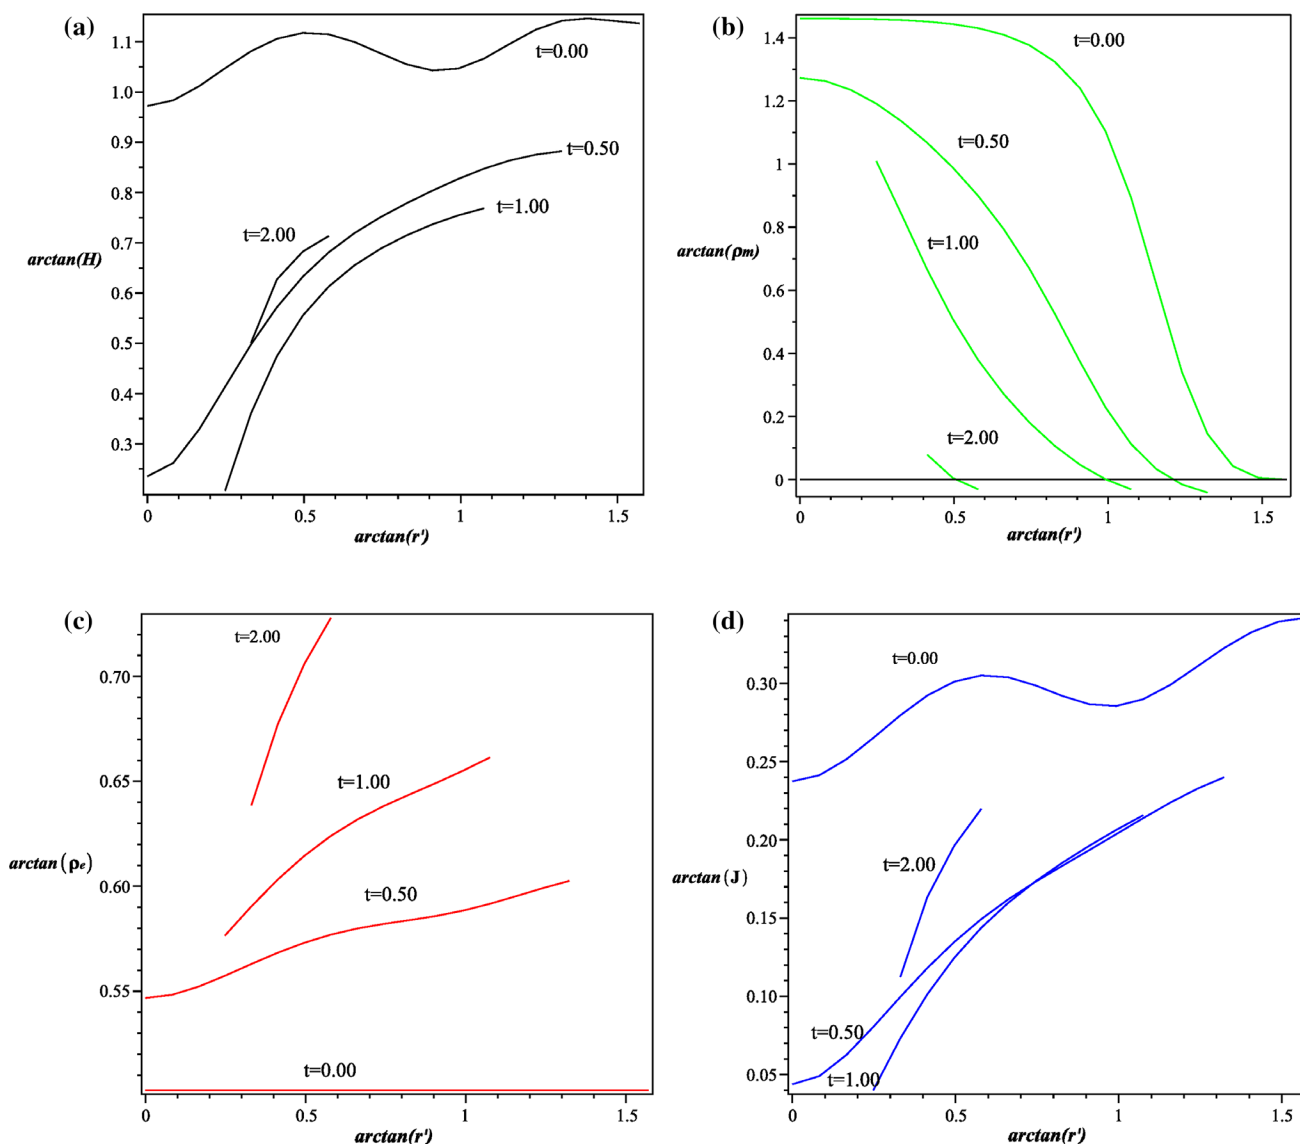 (a)
1.1
1.0
0.9
0.8
0.7
0.6
0.5
0.4
0.3
arctan(H)
t=0.00
t=0.50
t=1.00
t=2.00
0
0.5
1
1.5
arctan(r')
(b)
1.4
1.2
1
0.8
0.6
0.4
0.2
0
arctan(ρm)
t=0.00
t=0.50
t=1.00
t=2.00
0
0.5
1
1.5
arctan(r')
(c)
0.70
0.65
0.60
0.55
arctan(ρe)
t=2.00
t=1.00
t=0.50
t=0.00
0
0.5
1
1.5
arctan(r')
(d)
0.30
0.25
0.20
0.15
0.10
0.05
arctan(J)
t=0.00
t=2.00
t=0.50
t=1.00
0
0.5
1
1.5
arctan(r')